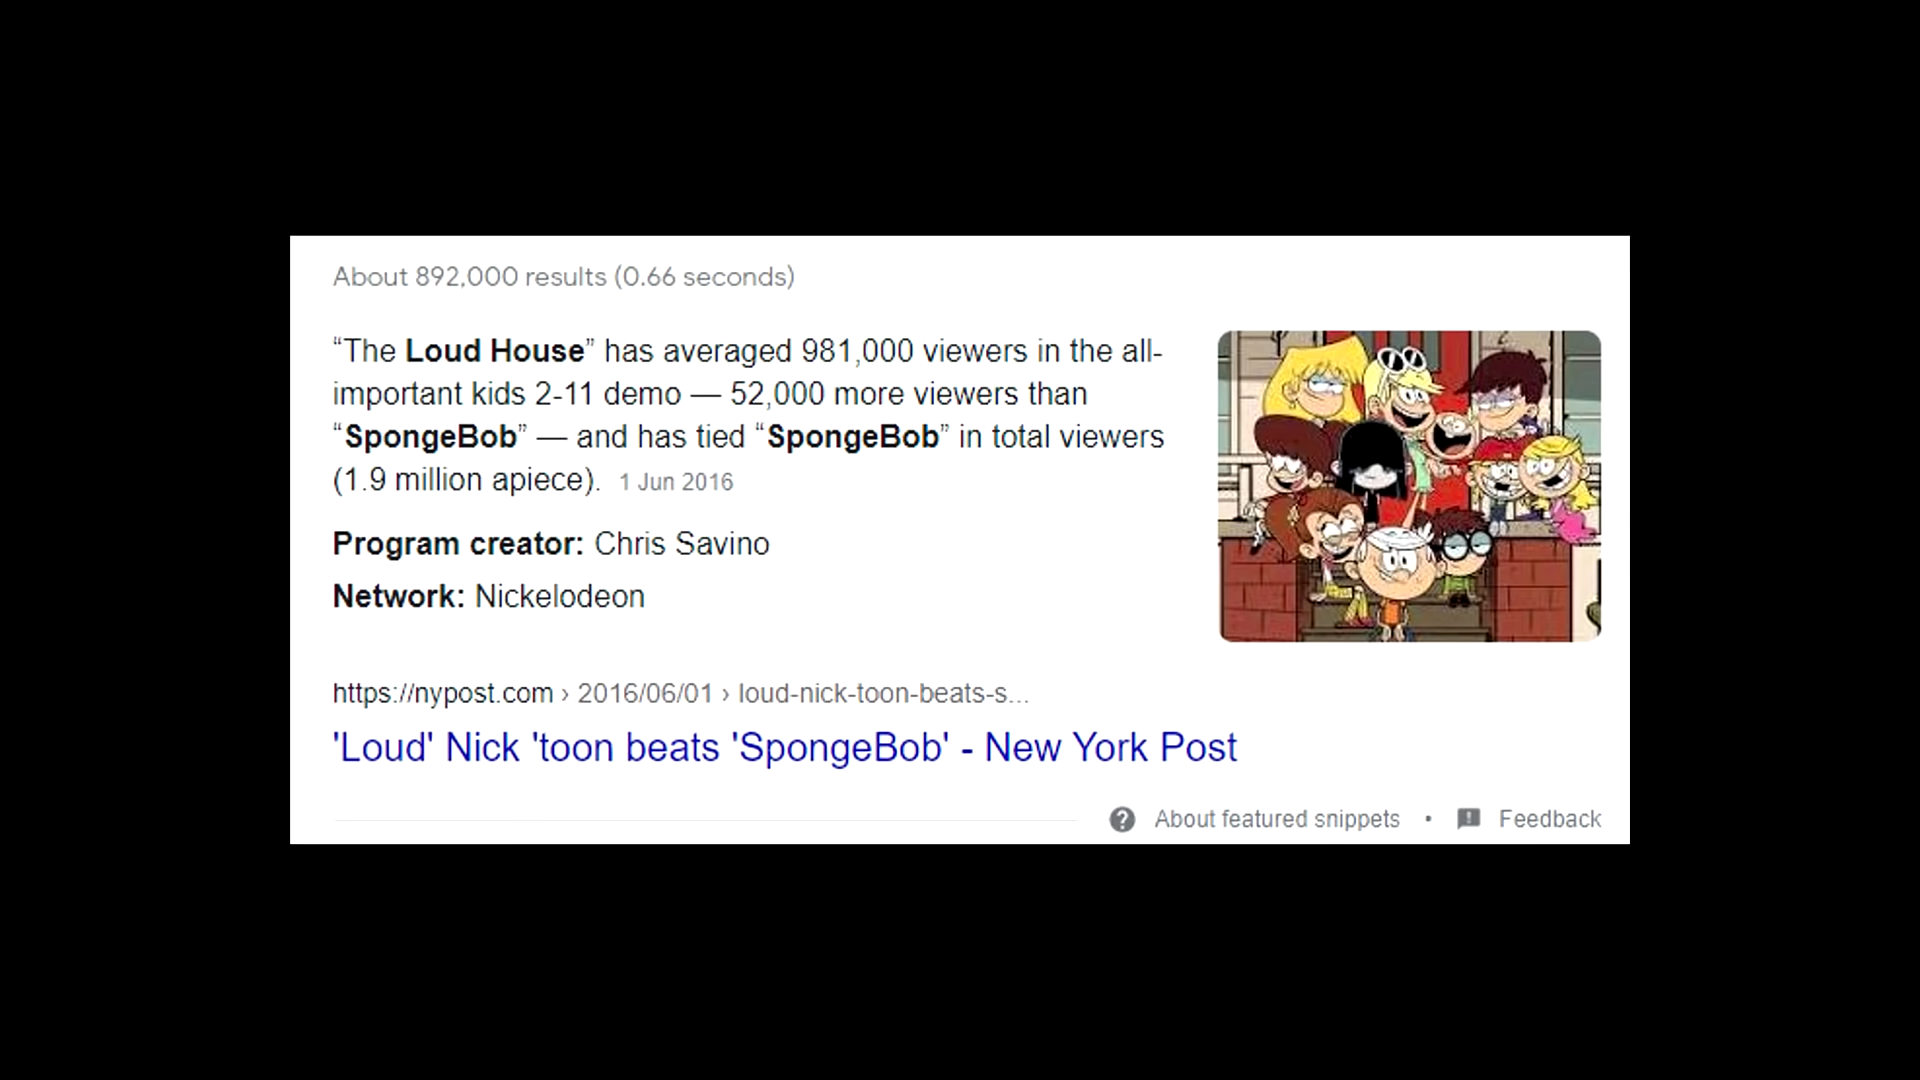 About 892,000 results (0.66 seconds)
“The Loud House” has averaged 981,000 viewers in the all-
important kids 2-11 demo — 52,000 more viewers than
“SpongeBob” — and has tied “SpongeBob” in total viewers
(1.9 million apiece). 1 Jun 2016
Program creator: Chris Savino
Network: Nickelodeon
https://nypost.com › 2016/06/01 › loud-nick-toon-beats-s...
'Loud' Nick 'toon beats 'SpongeBob' - New York Post
About featured snippets • Feedback